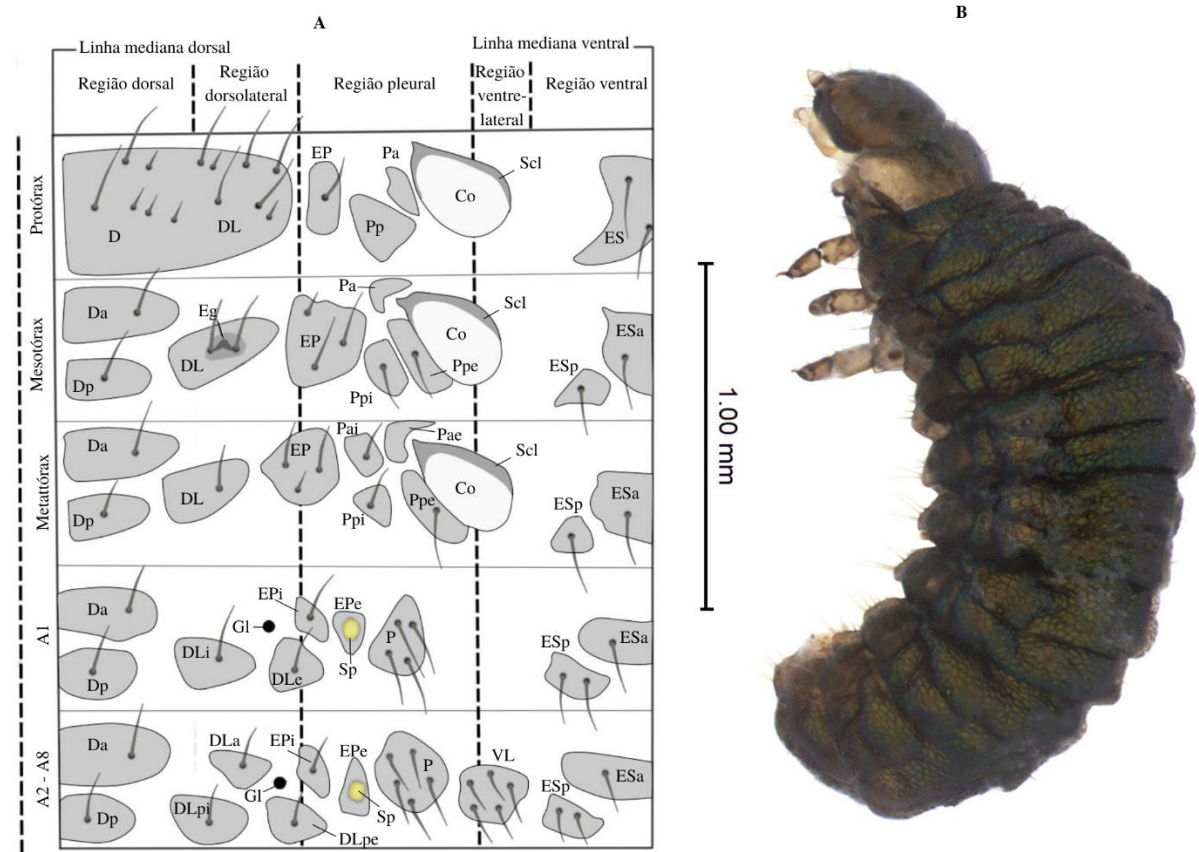 A
B
Linha mediana dorsal
Linha mediana ventral
Região dorsal
Região
dorsolateral
Região pleural
Região
ventre-
lateral
Região ventral
Protórax
D
DL
EP
Pa
Pp
Co
Scl
ES
Mesotórax
Da
Dp
Eg
DL
EP
Pa
Ppi
Ppe
Co
Scl
ESp
ESa
Metattórax
Da
Dp
DL
EP
Pai
Pae
Ppi
Ppe
Co
Scl
ESp
ESa
A1
Da
Dp
DLi
Gl
EPi
DLe
EPe
Sp
P
ESp
ESa
A2 - A8
Da
Dp
DLa
DLpi
Gl
EPi
DLpe
EPe
Sp
P
VL
ESp
ESa
1.00 mm